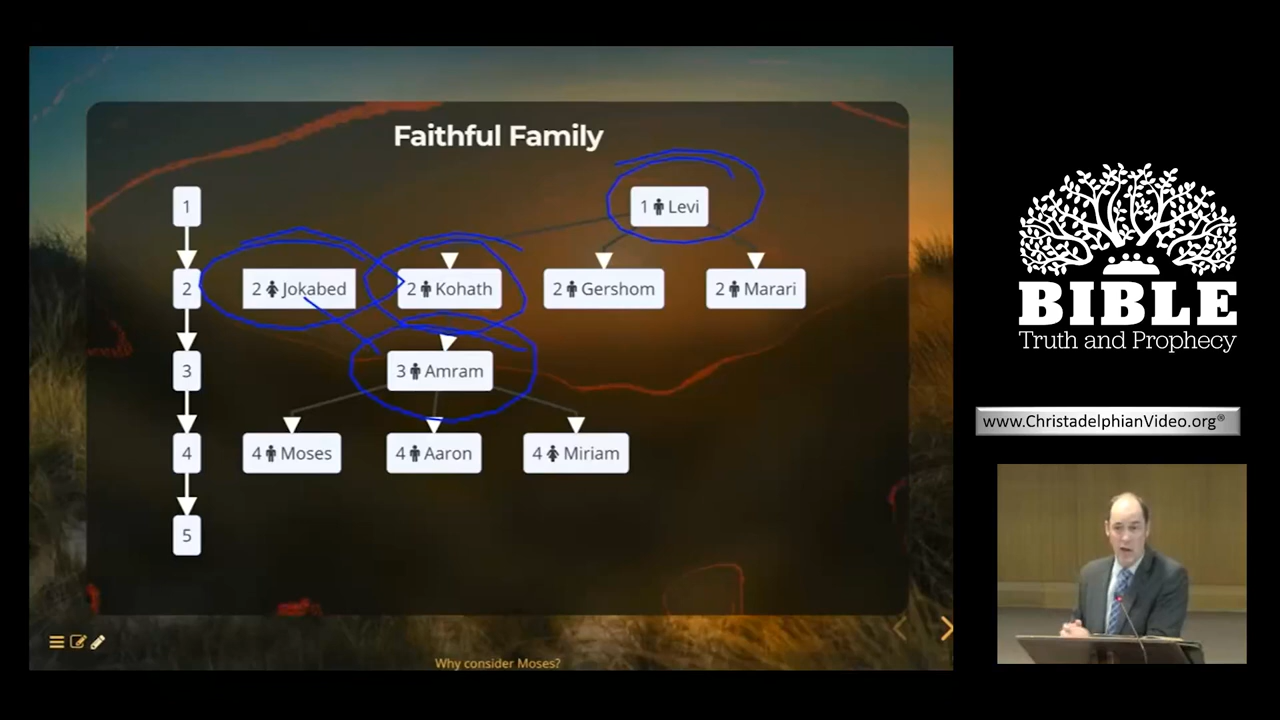 Faithful Family
1
1 Levi
2
2 Jokabed
2 Kohath
2 Gershom
2 Marari
3
3 Amram
4
4 Moses
4 Aaron
4 Miriam
5
Why consider Moses?
BIBLE
Truth and Prophecy
www.ChristadelphianVideo.org®